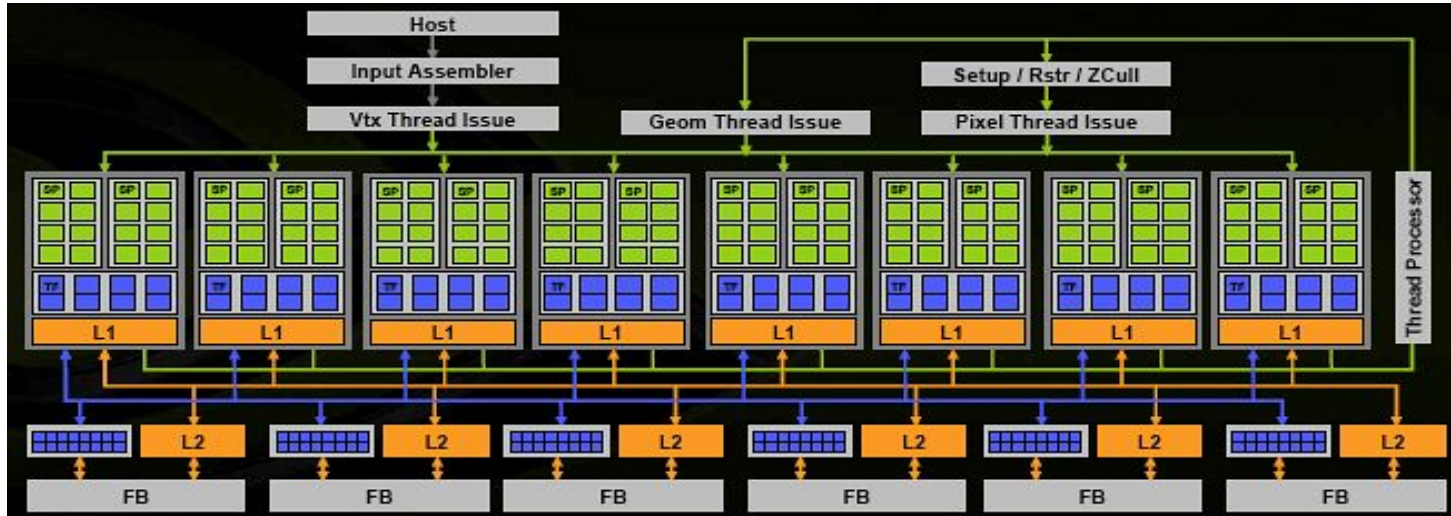 Host
Input Assembler
Setup / Rstr / ZCull
Vtx Thread Issue
Geom Thread Issue
Pixel Thread Issue
SP SP SP SP SP SP SP SP SP SP SP SP SP SP SP SP
TF TF TF TF TF TF TF TF
L1 L1 L1 L1 L1 L1 L1 L1
Thread Processor
L2 L2 L2 L2 L2 L2
FB FB FB FB FB FB